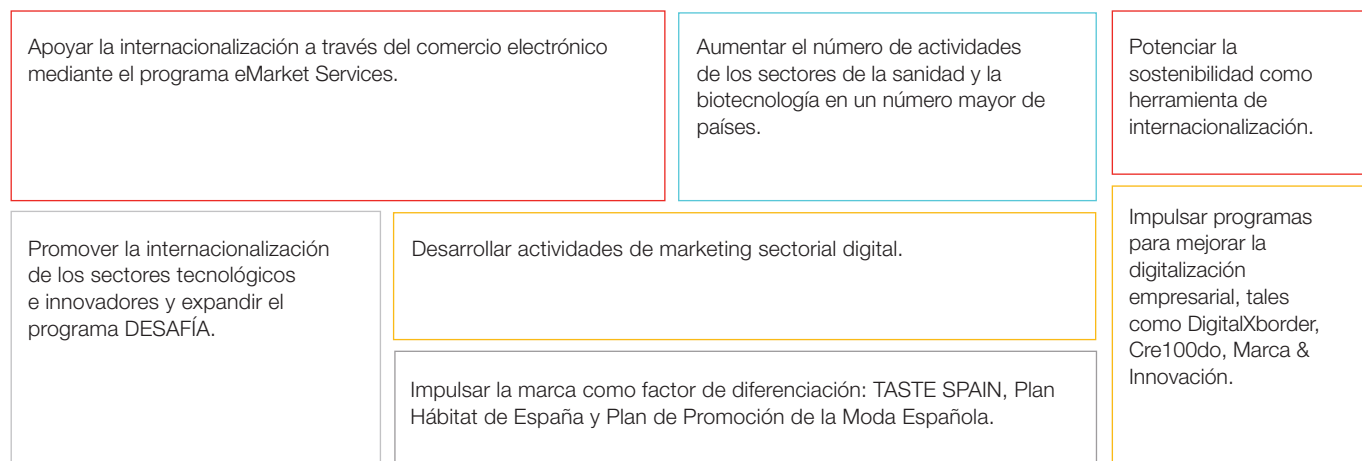 Apoyar la internacionalización a través del comercio electrónico
mediante el programa eMarket Services.
Aumentar el número de actividades
de los sectores de la sanidad y la
biotecnología en un número mayor de
países.
Potenciar la
sostenibilidad como
herramienta de
internacionalización.
Promover la internacionalización
de los sectores tecnológicos
e innovadores y expandir el
programa DESAFÍA.
Desarrollar actividades de marketing sectorial digital.
Impulsar programas
para mejorar la
digitalización
empresarial, tales
como DigitalXborder,
Cre100do, Marca &
Innovación.
Impulsar la marca como factor de diferenciación: TASTE SPAIN, Plan
Hábitat de España y Plan de Promoción de la Moda Española.